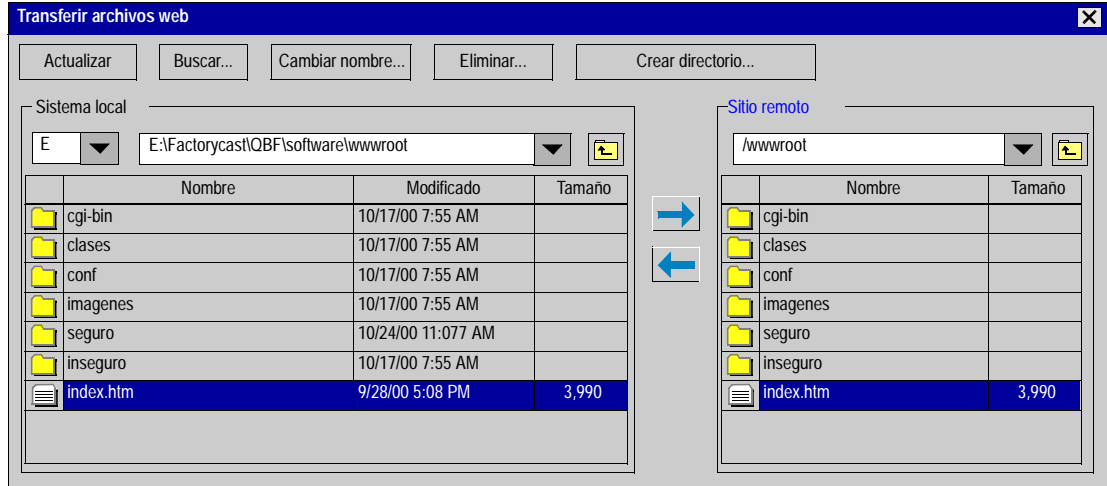 Transferir archivos web
Actualizar Buscar... Cambiar nombre... Eliminar... Crear directorio...
Sistema local
E E:\Factorycast\QBF\software\wwwroot
Nombre Modificado Tamaño
cgi-bin 10/17/00 7:55 AM
clases 10/17/00 7:55 AM
conf 10/17/00 7:55 AM
imagenes 10/17/00 7:55 AM
seguro 10/24/00 11:077 AM
inseguro 10/17/00 7:55 AM
index.htm 9/28/00 5:08 PM 3,990
Sitio remoto
/wwwroot
Nombre Tamaño
cgi-bin
clases
conf
imagenes
seguro
inseguro
index.htm 3,990